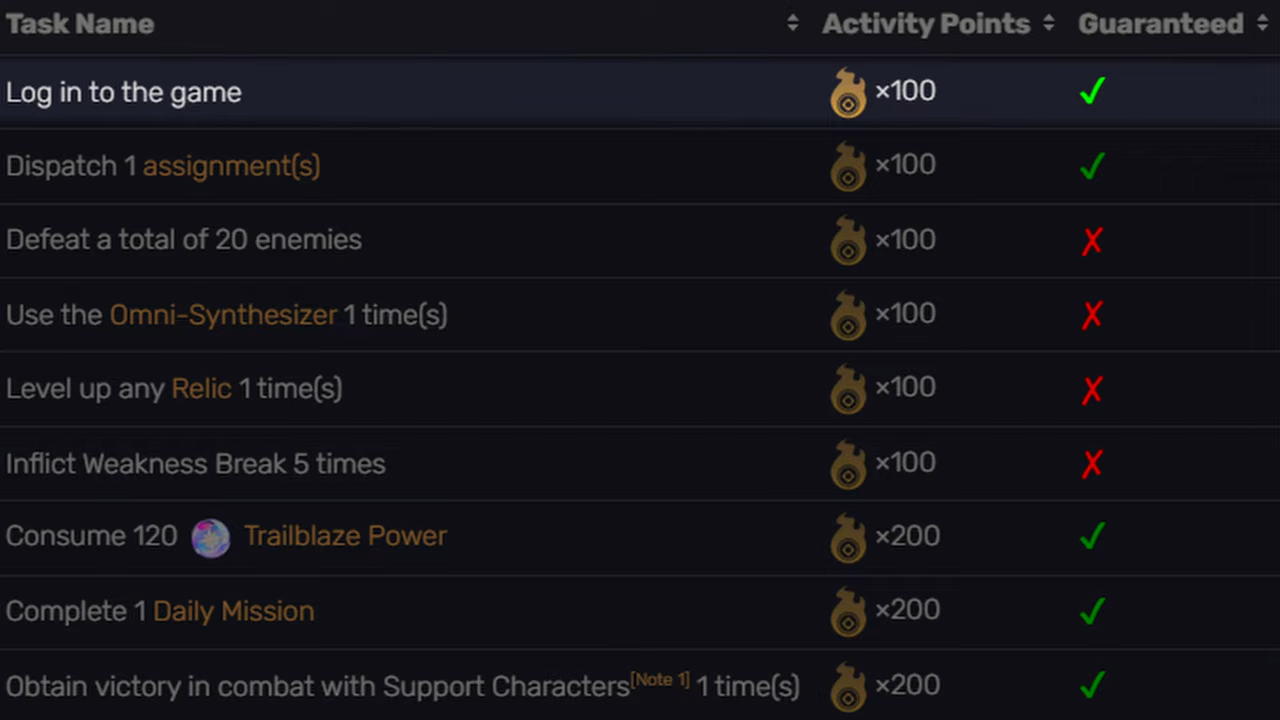 Task Name Activity Points Guaranteed
Log in to the game ×100 ✓
Dispatch 1 assignment(s) ×100 ✓
Defeat a total of 20 enemies ×100 ✗
Use the Omni-Synthesizer 1 time(s) ×100 ✗
Level up any Relic 1 time(s) ×100 ✗
Inflict Weakness Break 5 times ×100 ✗
Consume 120 Trailblaze Power ×200 ✓
Complete 1 Daily Mission ×200 ✓
Obtain victory in combat with Support Characters[Note 1] 1 time(s) ×200 ✓